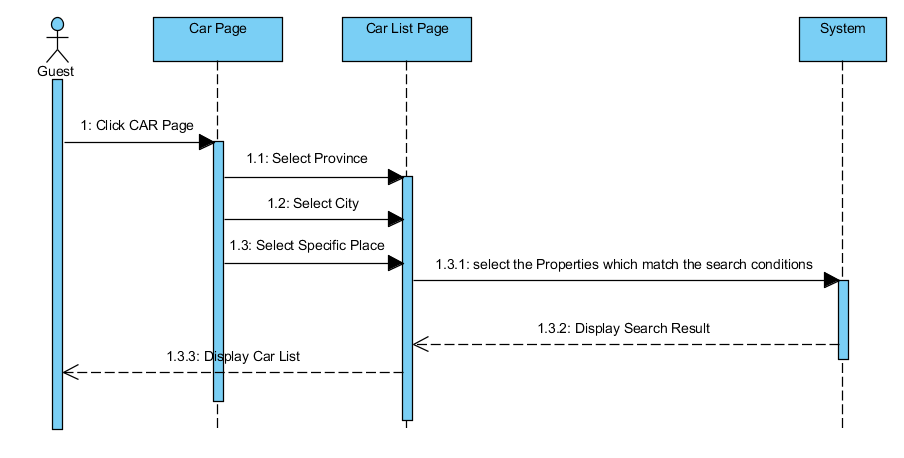 Car Page
Car List Page
System
Guest
1: Click CAR Page
1.1: Select Province
1.2: Select City
1.3: Select Specific Place
1.3.1: select the Properties which match the search conditions
1.3.2: Display Search Result
1.3.3: Display Car List